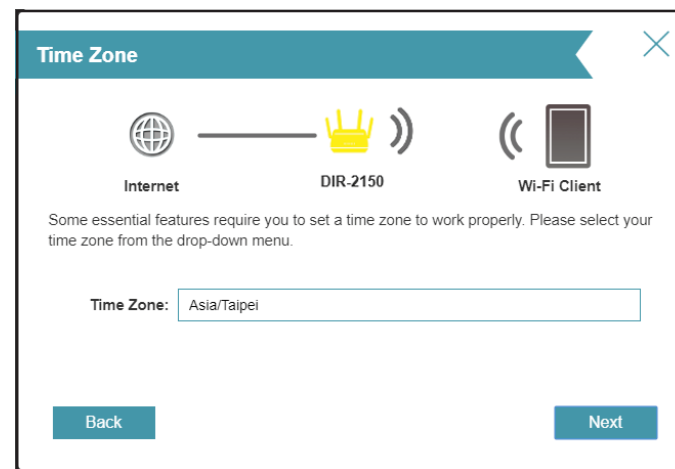 Time Zone
Internet
DIR-2150
Wi-Fi Client
Some essential features require you to set a time zone to work properly. Please select your
time zone from the drop-down menu.
Time Zone: Asia/Taipei
Back
Next